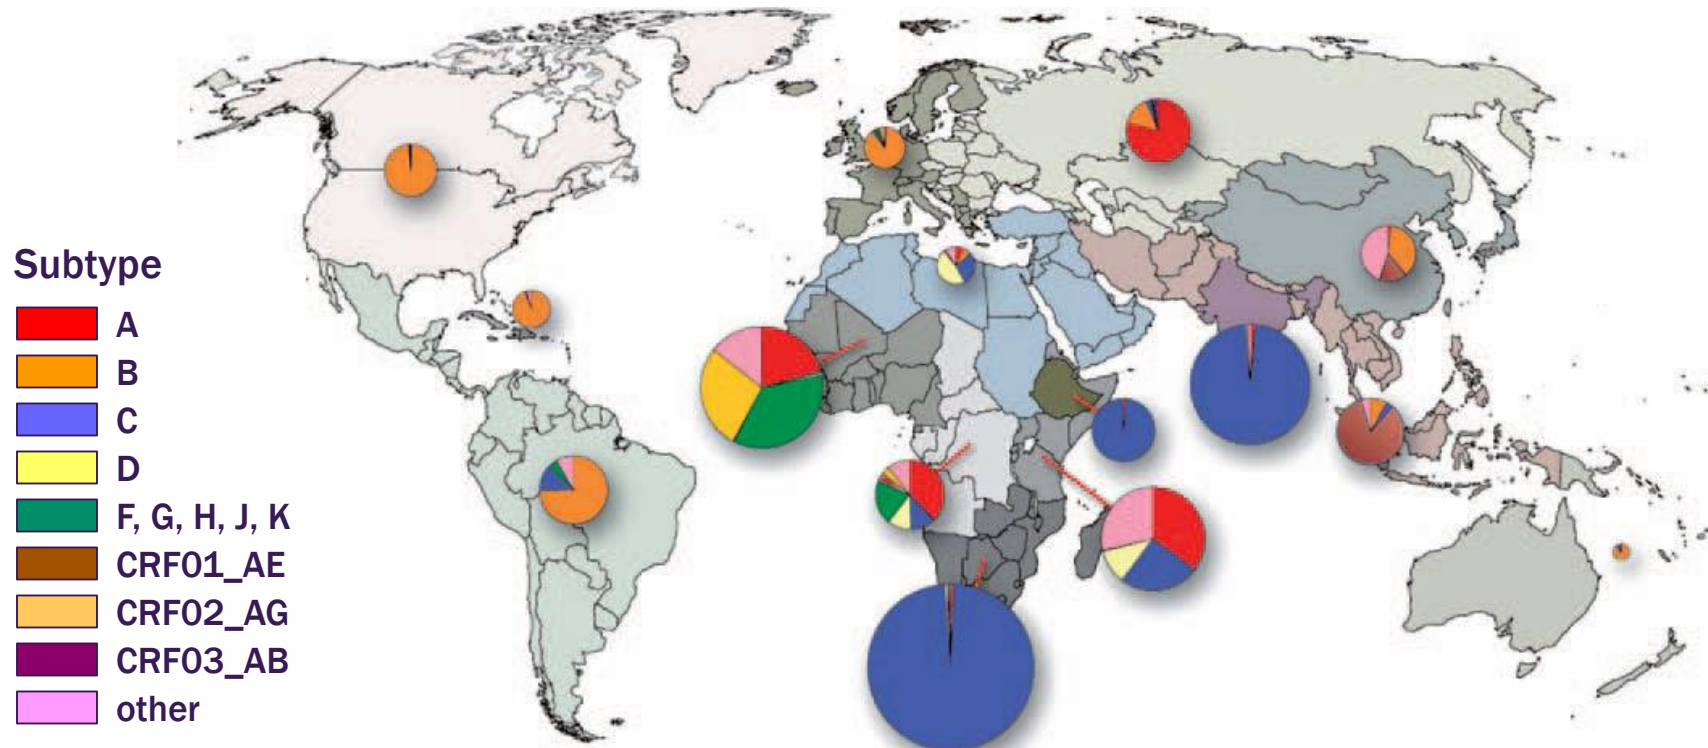 Subtype
A
B
C
D
F, G, H, J, K
CRF01_AE
CRF02_AG
CRF03_AB
other